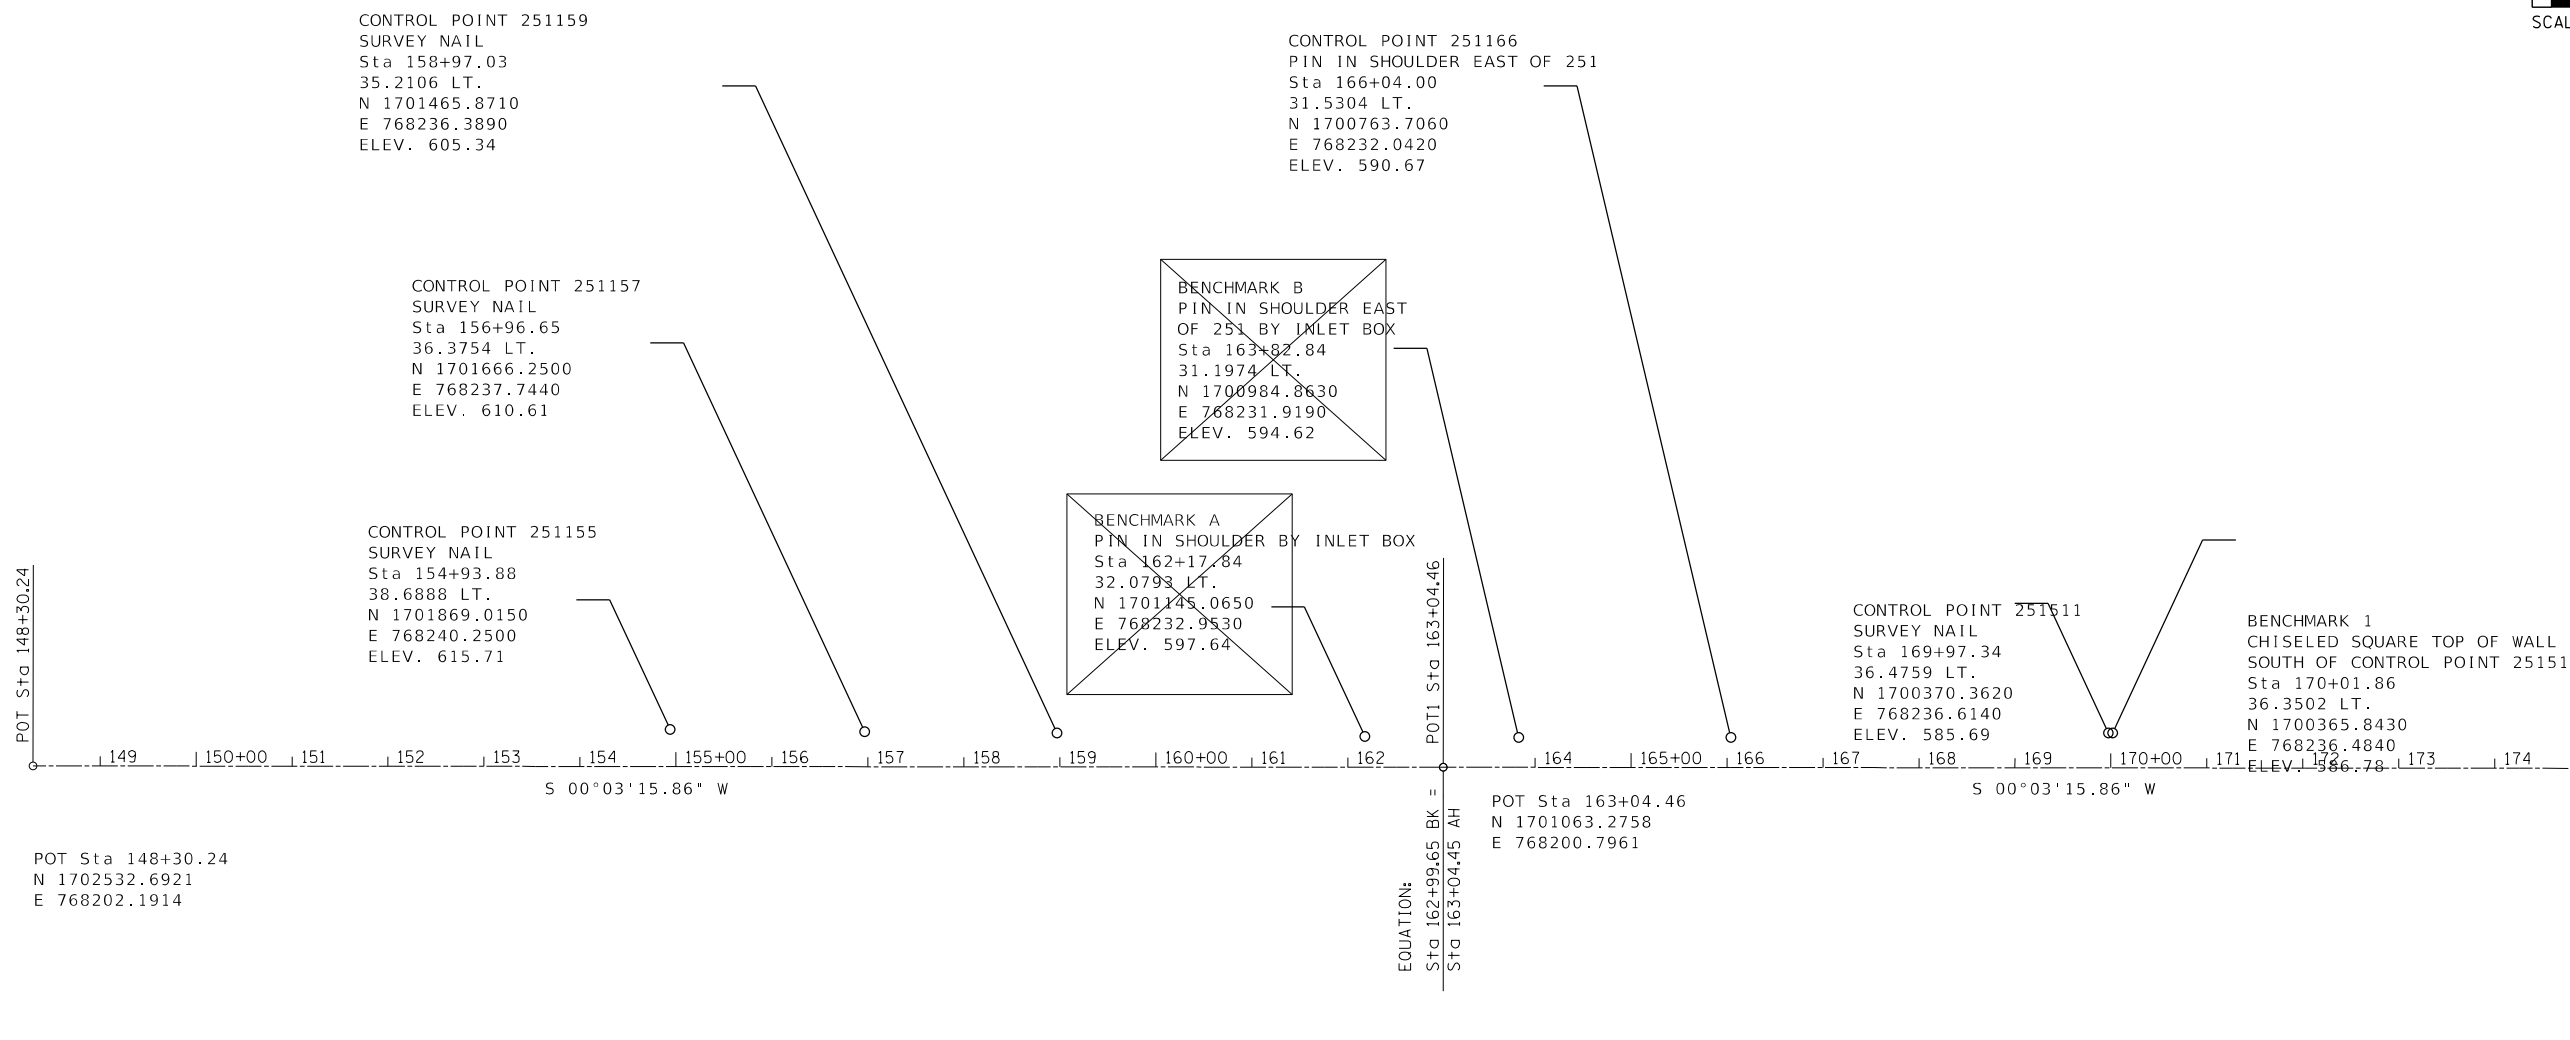 CONTROL POINT 251159
SURVEY NAIL
Sta 158+97.03
35.2106 LT.
N 1701465.8710
E 768236.3890
ELEV. 605.34
CONTROL POINT 251166
PIN IN SHOULDER EAST OF 251
Sta 166+04.00
31.5304 LT.
N 1700763.7060
E 768232.0420
ELEV. 590.67
SCAL
CONTROL POINT 251157
SURVEY NAIL
Sta 156+96.65
36.3754 LT.
N 1701666.2500
E 768237.7440
ELEV. 610.61
BENCHMARK B
PIN IN SHOULDER EAST
OF 251 BY INLET BOX
Sta 163+82.84
31.1974 LT.
N 1700984.8630
E 768231.9190
ELEV. 594.62
CONTROL POINT 251155
SURVEY NAIL
Sta 154+93.88
38.6888 LT.
N 1701869.0150
E 768240.2500
ELEV. 615.71
BENCHMARK A
PIN IN SHOULDER BY INLET BOX
Sta 162+17.84
32.0793 LT.
N 1701145.0650
E 768232.9530
ELEV. 597.64
CONTROL POINT 251511
SURVEY NAIL
Sta 169+97.34
36.4759 LT.
N 1700370.3620
E 768236.6140
ELEV. 585.69
BENCHMARK 1
CHISELED SQUARE TOP OF WALL
SOUTH OF CONTROL POINT 25151
Sta 170+01.86
36.3502 LT.
N 1700365.8430
E 768236.4840
ELEV. 586.78
POT Sta 148+30.24
POT1 Sta 163+04.46
149 150+00 151 152 153 154 155+00 156 157 158 159 160+00 161 162 164 165+00 166 167 168 169 170+00 171 172 173 174
S 00°03'15.86" W
S 00°03'15.86" W
POT Sta 163+04.46
N 1701063.2758
E 768200.7961
POT Sta 148+30.24
N 1702532.6921
E 768202.1914
EQUATION:
Sta 162+99.65 BK =
Sta 163+04.45 AH